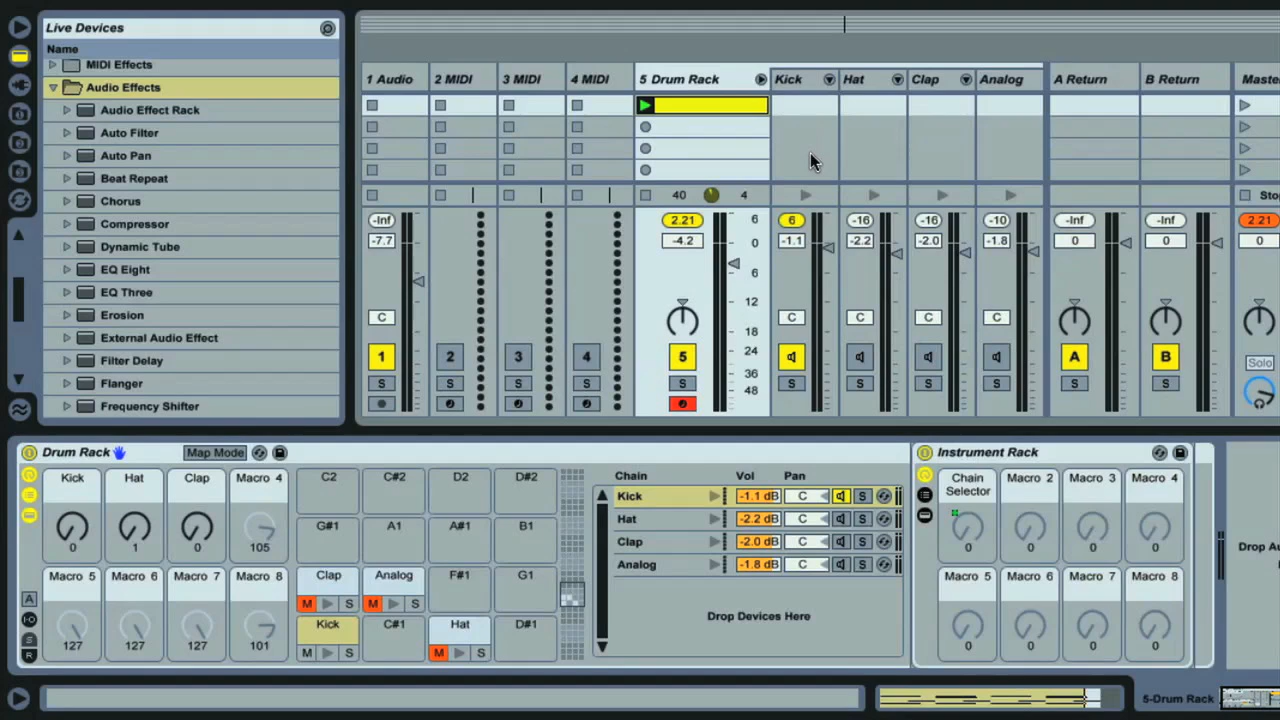 Live Devices
Name
MIDI Effects
Audio Effects
Audio Effect Rack
Auto Filter
Auto Pan
Beat Repeat
Chorus
Compressor
Dynamic Tube
EQ Eight
EQ Three
Erosion
External Audio Effect
Filter Delay
Flanger
Frequency Shifter
1 Audio 2 MIDI 3 MIDI 4 MIDI 5 Drum Rack Kick Hat Clap Analog A Return B Return Maste
40 4 Stop
-Inf 2.21 6 6 -16 -16 -10 -Inf -Inf 2.21
-7.7 -4.2 0 -1.1 -2.2 -2.0 -1.8 0 0 0
6
12
C 18 C C C C
1 2 3 4 5 24 A B Solo
36
S S S S S 48 S S S S S S
Drum Rack Map Mode
Kick Hat Clap Macro 4
0 1 0 105
Macro 5 Macro 6 Macro 7 Macro 8
127 127 127 101
A
S
R
C2 C#2 D2 D#2
G#1 A1 A#1 B1
Clap Analog F#1 G1
M S M S
Kick C#1 Hat D#1
M S M S
Chain Vol Pan
Kick -1.1 dB C S
Hat -2.2 dB C S
Clap -2.0 dB C S
Analog -1.8 dB C S
Drop Devices Here
Instrument Rack
Chain Selector Macro 2 Macro 3 Macro 4
0 0 0 0
Macro 5 Macro 6 Macro 7 Macro 8
0 0 0 0
Drop Au
5-Drum Rack